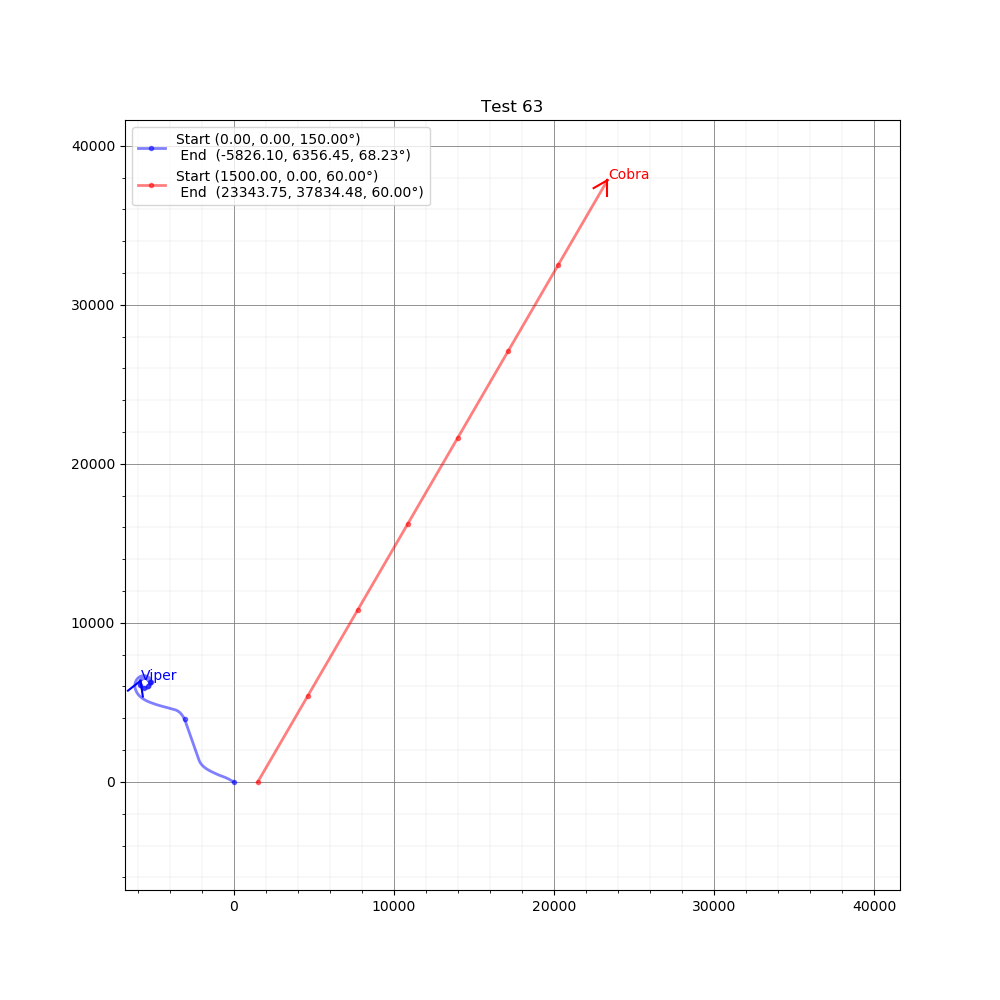 Test 63
Start (0.00, 0.00, 150.00°)
End  (-5826.10, 6356.45, 68.23°)
Start (1500.00, 0.00, 60.00°)
End  (23343.75, 37834.48, 60.00°)
Cobra
Viper
40000
30000
20000
10000
0
0
10000
20000
30000
40000